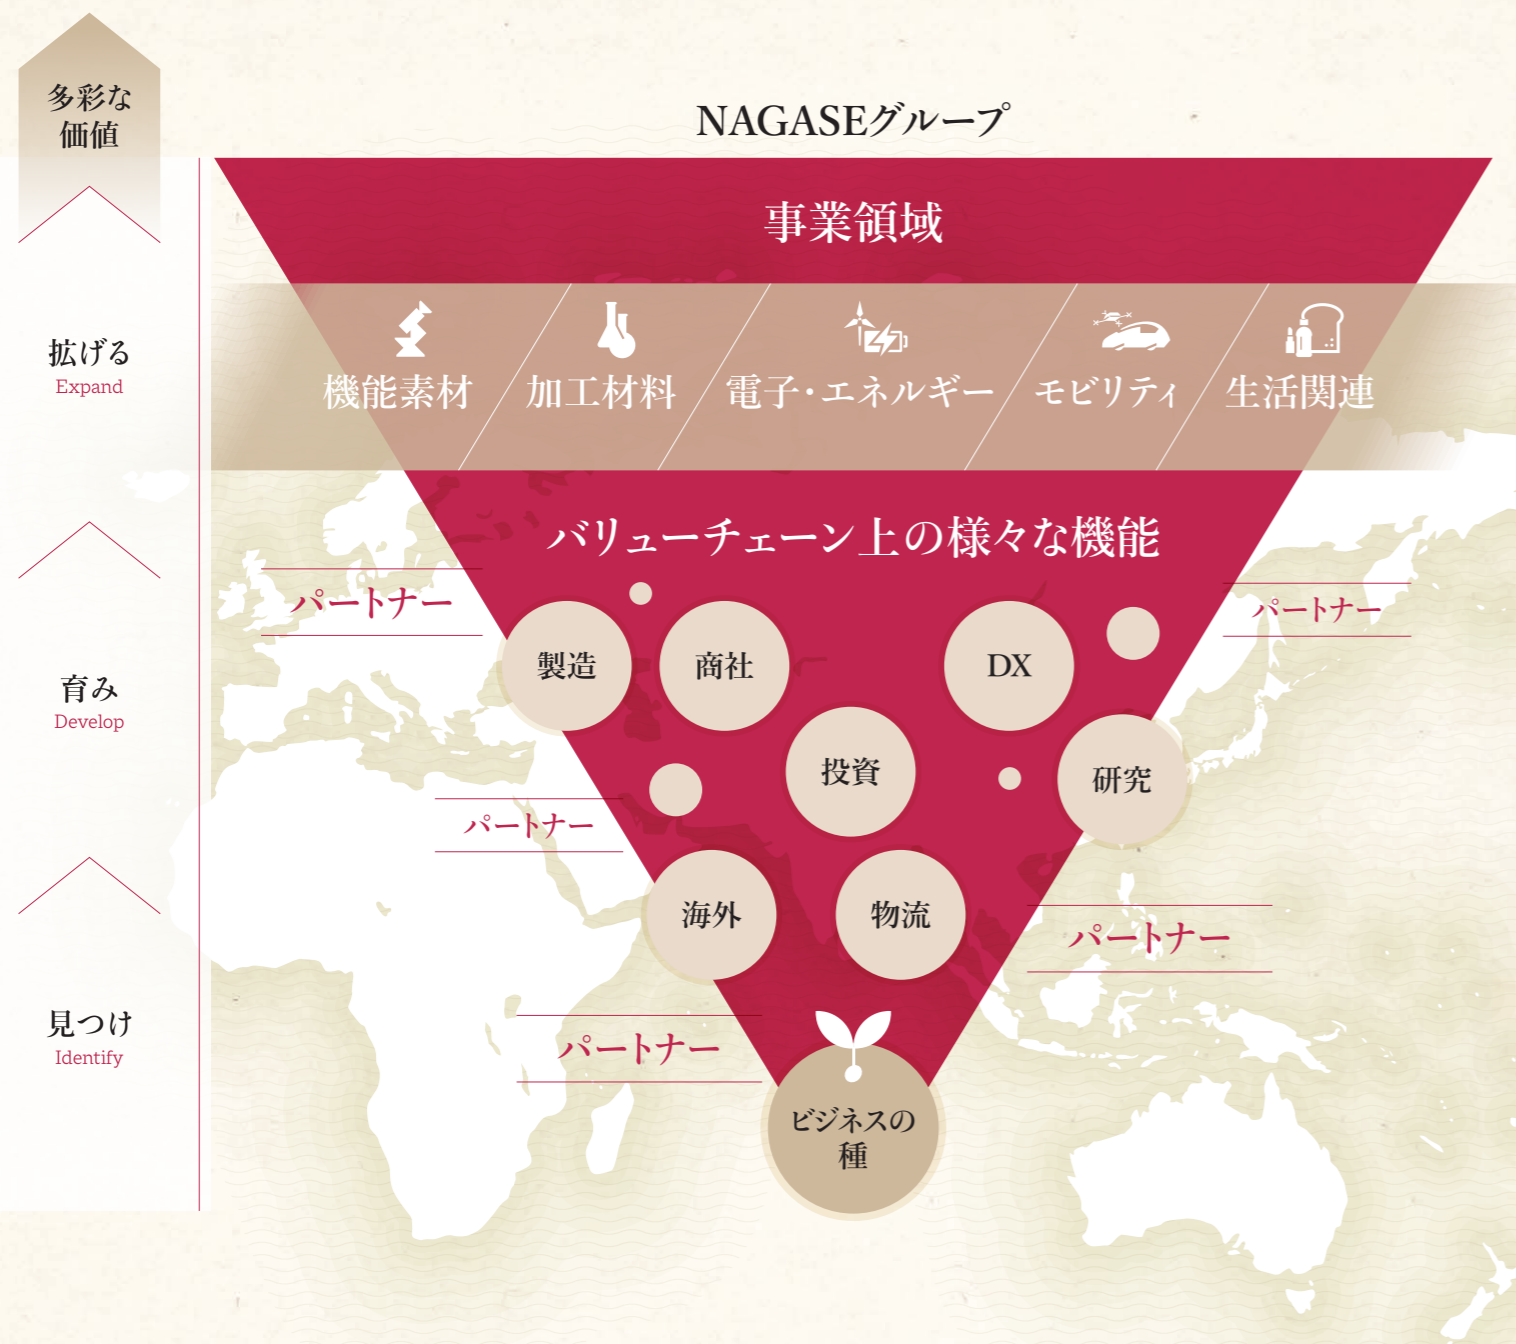 多彩な
価値
拡げる
Expand
育み
Develop
見つけ
Identify
NAGASEグループ
事業領域
機能素材
加工材料
電子・エネルギー
モビリティ
生活関連
バリューチェーン上の様々な機能
パートナー
パートナー
製造
商社
DX
投資
研究
パートナー
海外
物流
パートナー
パートナー
ビジネスの
種